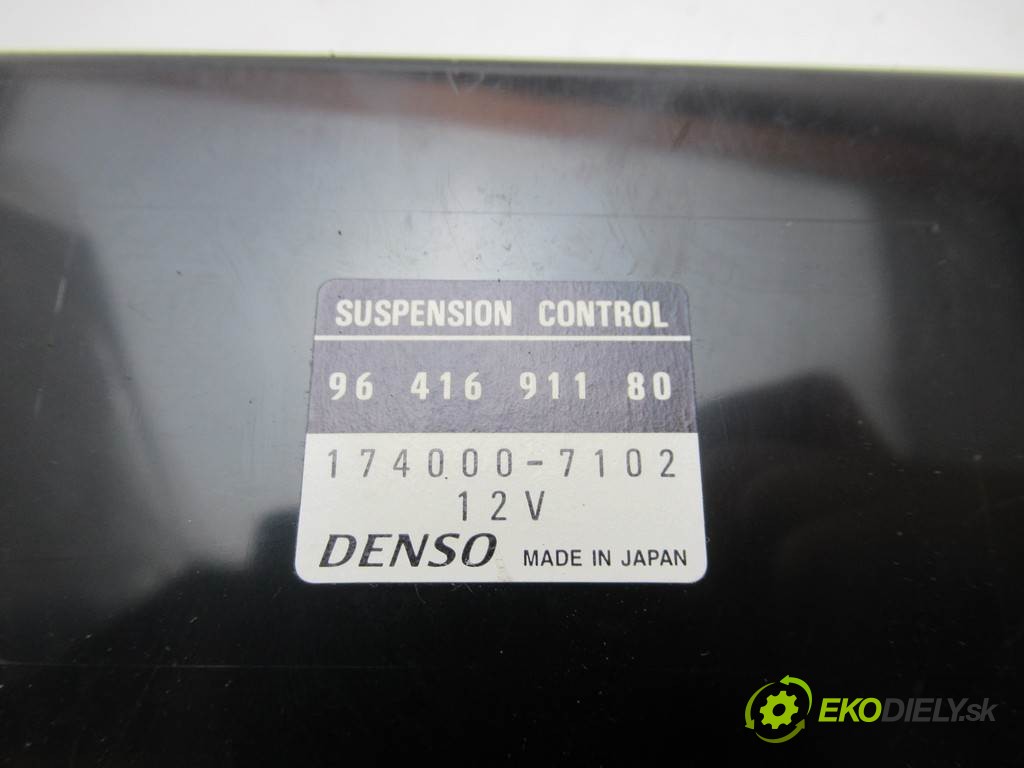 SUSPENSION CONTROL
96 416 911 80
174000-7102
12V
DENSO MADE IN JAPAN
EKODIELY.sk